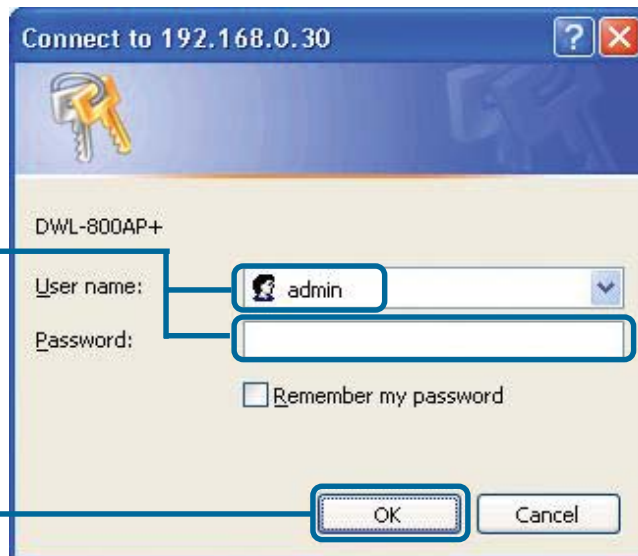 Connect to 192.168.0.30
DWL-800AP+
User name:
admin
Password:
Remember my password
OK
Cancel